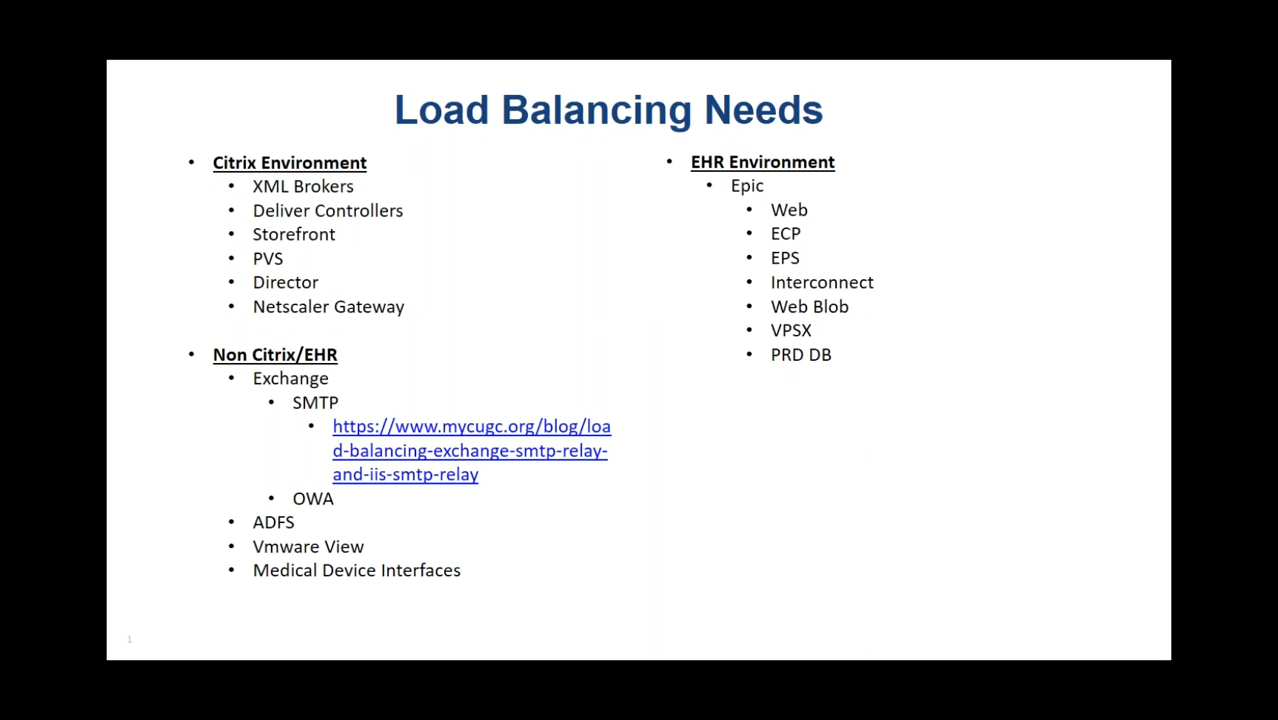 Load Balancing Needs
• Citrix Environment
• XML Brokers
• Deliver Controllers
• Storefront
• PVS
• Director
• Netscaler Gateway
• Non Citrix/EHR
• Exchange
• SMTP
• https://www.mycugc.org/blog/loa
d-balancing-exchange-smtp-relay-
and-iis-smtp-relay
• OWA
• ADFS
• Vmware View
• Medical Device Interfaces
• EHR Environment
• Epic
• Web
• ECP
• EPS
• Interconnect
• Web Blob
• VPSX
• PRD DB
1